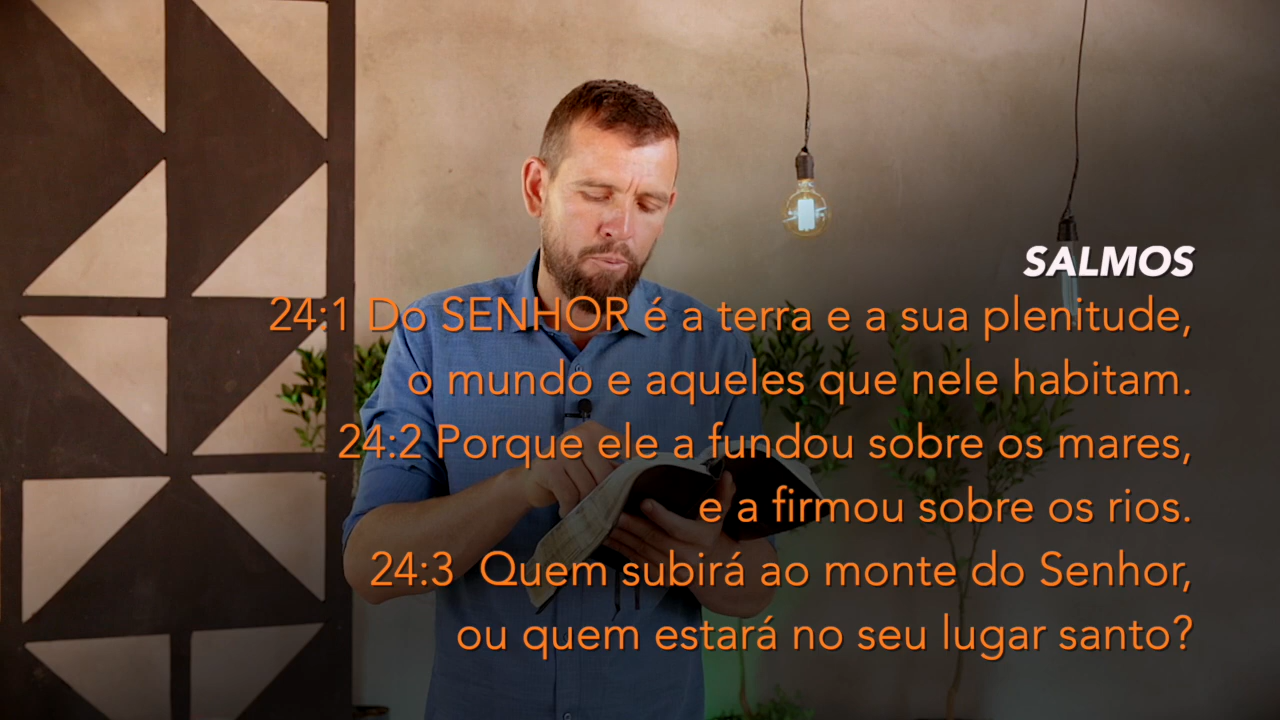 SALMOS
24:1 Do SENHOR é a terra e a sua plenitude,
o mundo e aqueles que nele habitam.
24:2 Porque ele a fundou sobre os mares,
e a firmou sobre os rios.
24:3 Quem subirá ao monte do Senhor,
ou quem estará no seu lugar santo?